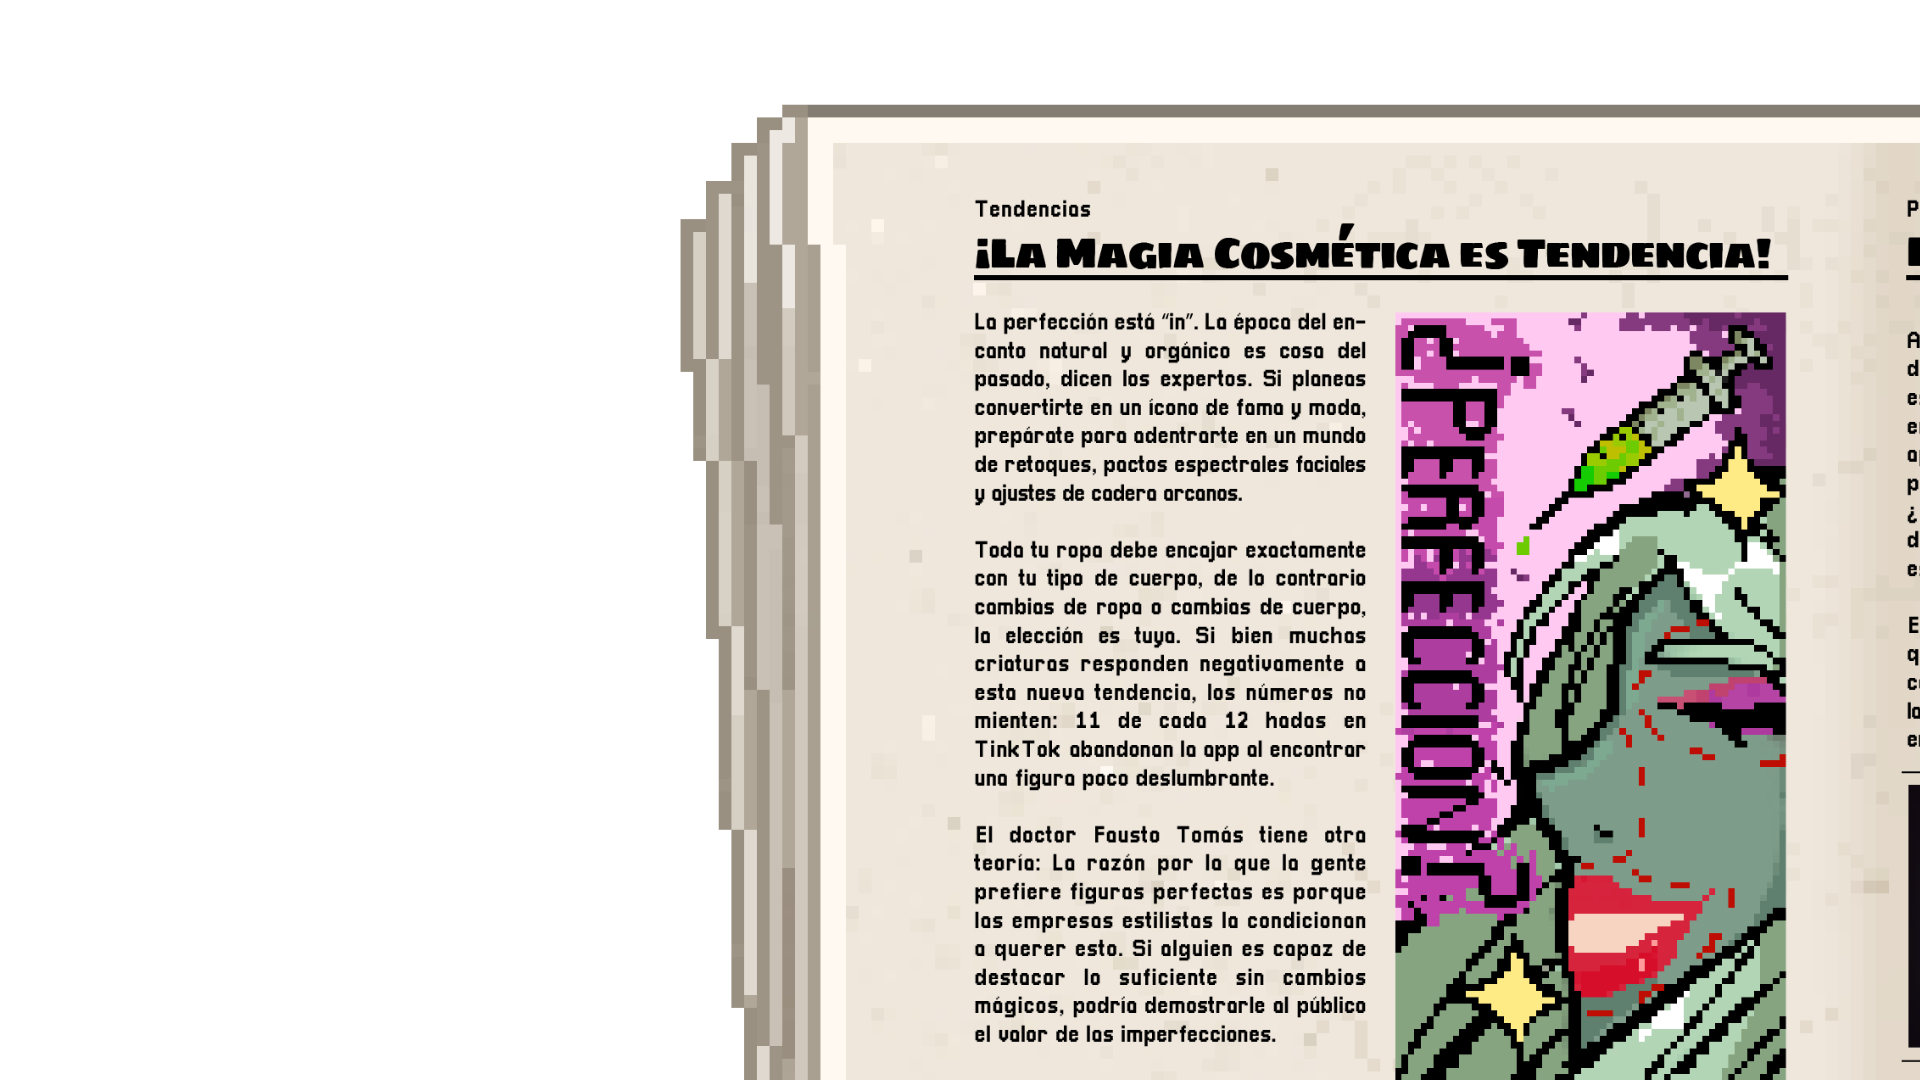 Tendencias
¡La Magia Cosmética es Tendencia!
La perfección está “in”. La época del en-
canto natural y orgánico es cosa del
pasado, dicen los expertos. Si planeas
convertirte en un ícono de fama y moda,
prepárate para adentrarte en un mundo
de retoques, pactos espectrales faciales
y ajustes de cadera arcanos.
Toda tu ropa debe encajar exactamente
con tu tipo de cuerpo, de lo contrario
cambias de ropa o cambias de cuerpo,
la elección es tuya. Si bien muchas
criaturas responden negativamente a
esta nueva tendencia, los números no
mienten: 11 de cada 12 hadas en
TinkTok abandonan la app al encontrar
una figura poco deslumbrante.
El doctor Fausto Tomás tiene otra
teoría: La razón por la que la gente
prefiere figuras perfectas es porque
las empresas estilistas la condicionan
a querer esto. Si alguien es capaz de
destacar lo suficiente sin cambios
mágicos, podría demostrarle al público
el valor de las imperfecciones.
¿PERFECCION?